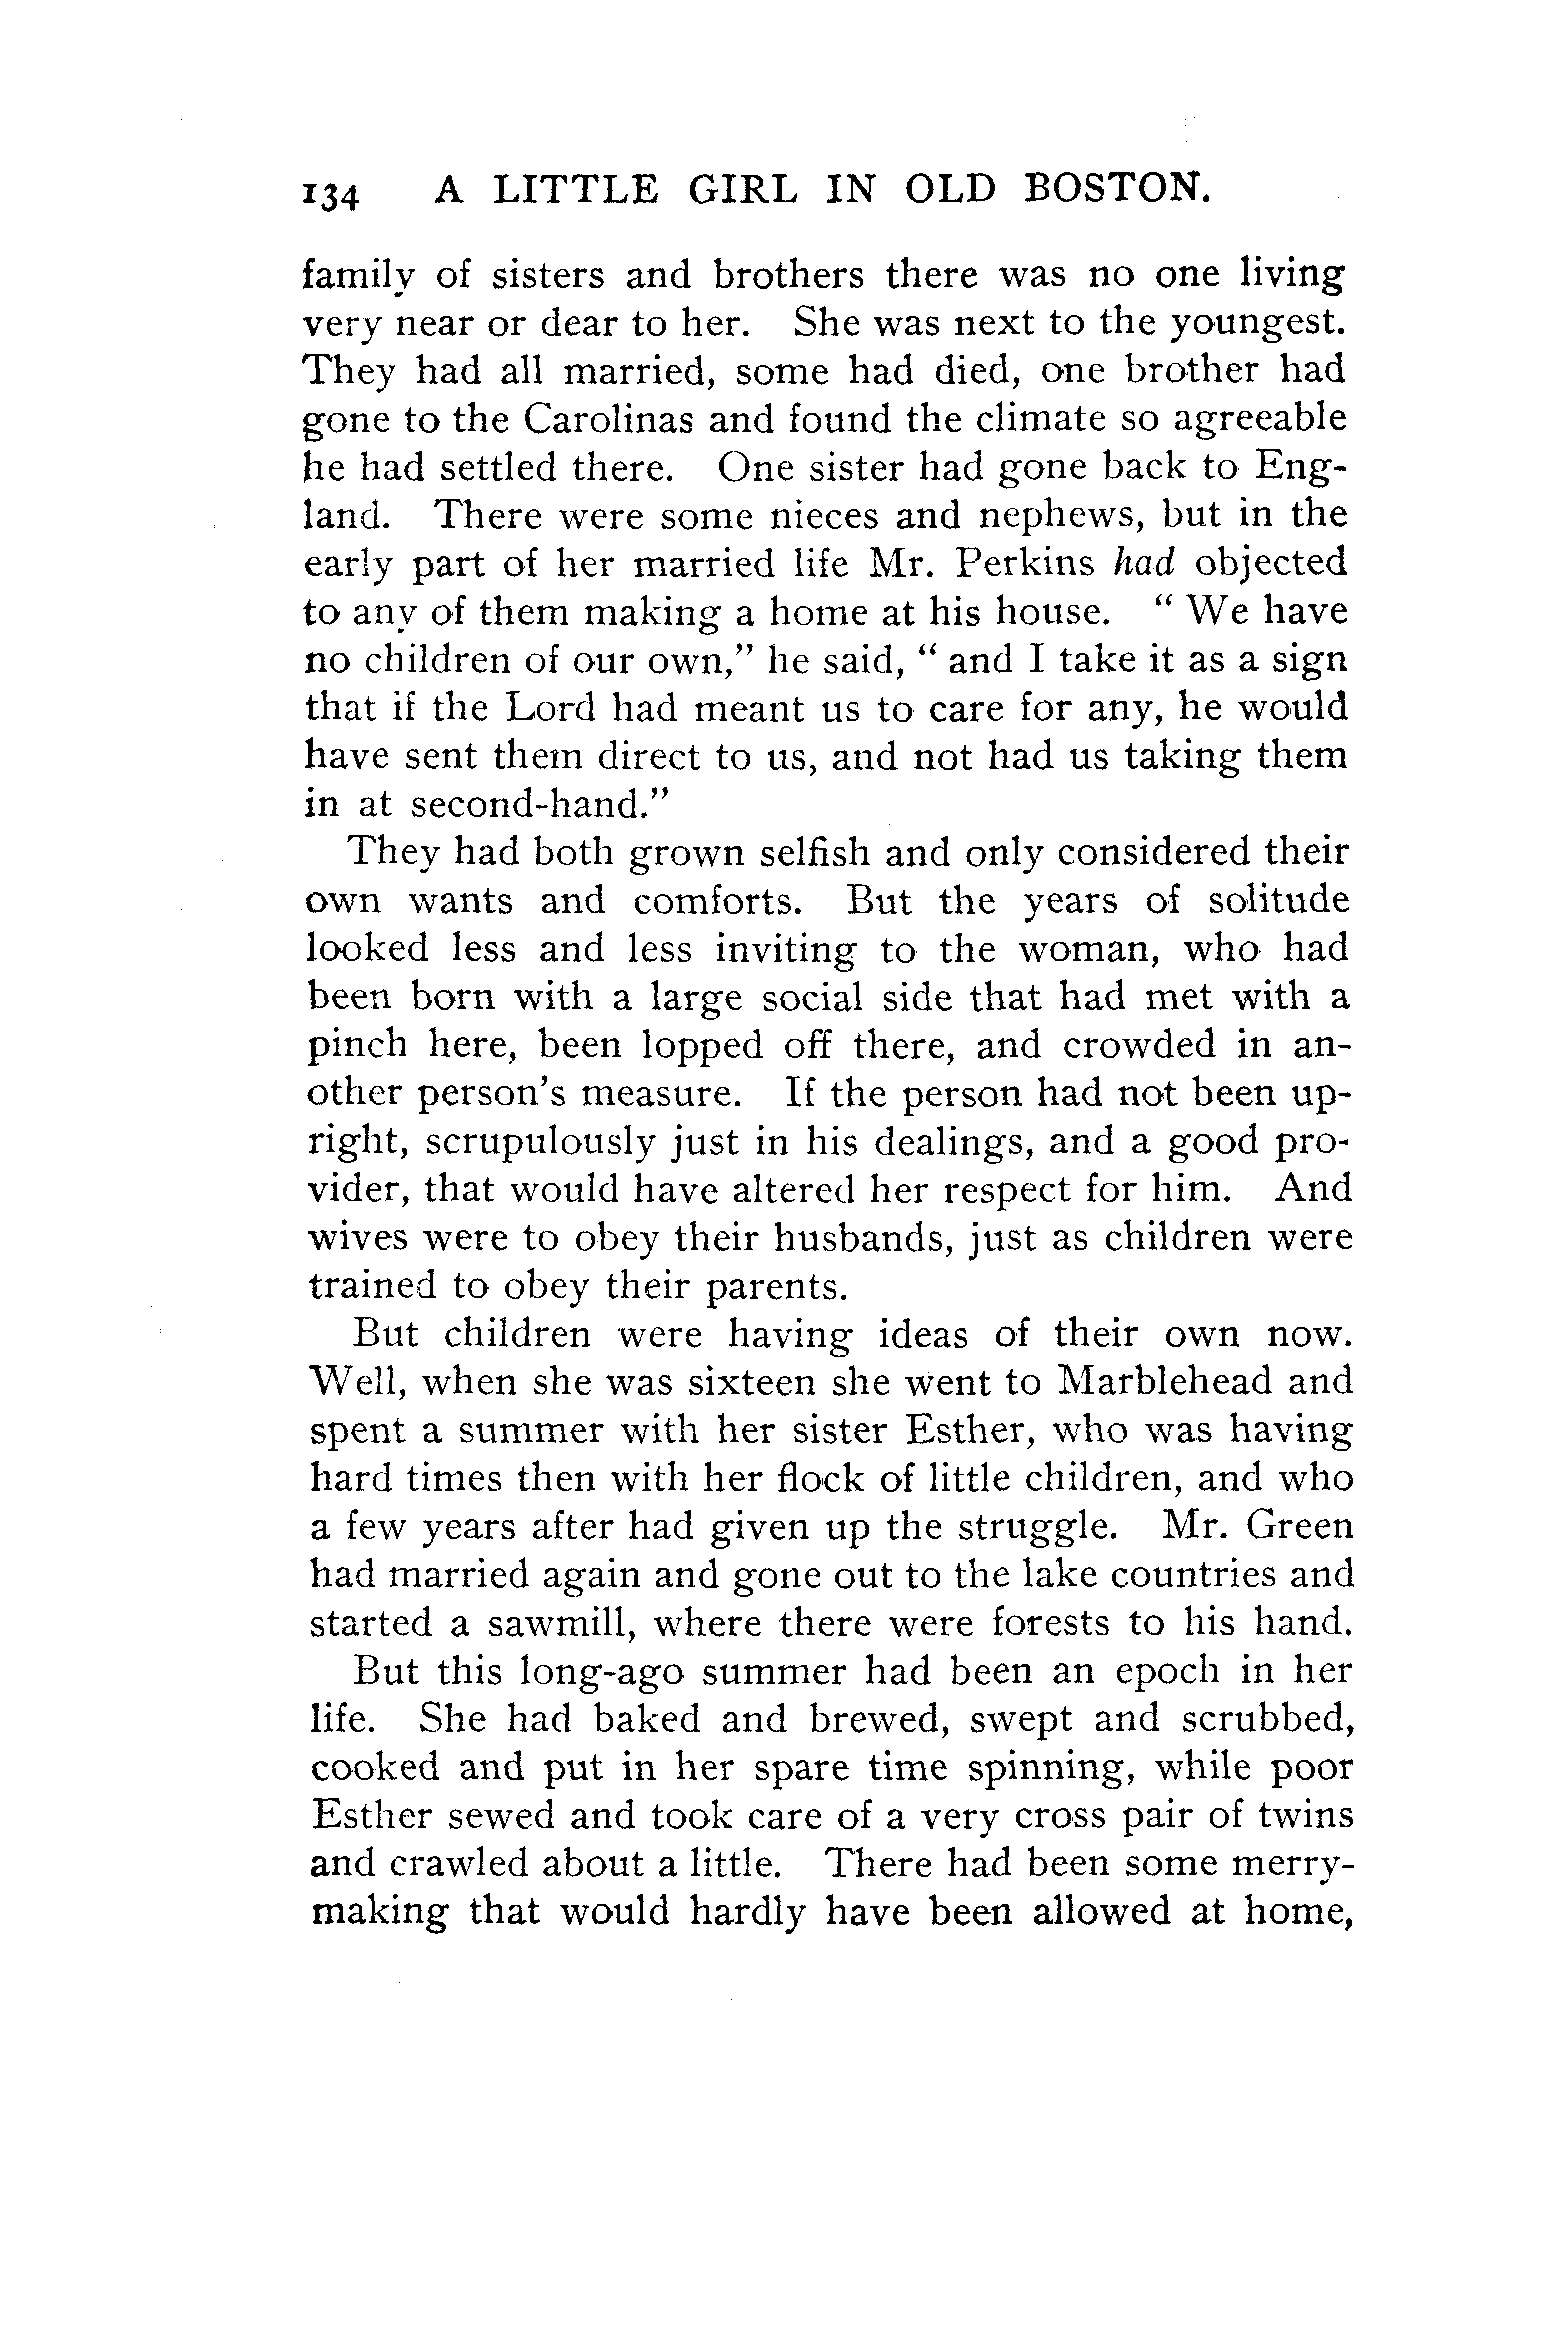 134 A LITTLE GIRL IN OLD BOSTON.
family of sisters and brothers there was no one living
very near or dear to her. She was next to the youngest.
They had all married, some had died, one brother had
gone to the Carolinas and found the climate so agreeable
he had settled there. One sister had gone back to Eng-
land. There were some nieces and nephews, but in the
early part of her married life Mr. Perkins had objected
to any of them making a home at his house. “ We have
no children of our own,” he said, “ and I take it as a sign
that if the Lord had meant us to care for any, he would
have sent them direct to us, and not had us taking them
in at second-hand.”
They had both grown selfish and only considered their
own wants and comforts. But the years of solitude
looked less and less inviting to the woman, who had
been born with a large social side that had met with a
pinch here, been lopped off there, and crowded in an-
other person's measure. If the person had not been up-
right, scrupulously just in his dealings, and a good pro-
vider, that would have altered her respect for him. And
wives were to obey their husbands, just as children were
trained to obey their parents.
But children were having ideas of their own now.
Well, when she was sixteen she went to Marblehead and
spent a summer with her sister Esther, who was having
hard times then with her flock of little children, and who
a few years after had given up the struggle. Mr. Green
had married again and gone out to the lake countries and
started a sawmill, where there were forests to his hand.
But this long-ago summer had been an epoch in her
life. She had baked and brewed, swept and scrubbed,
cooked and put in her spare time spinning, while poor
Esther sewed and took care of a very cross pair of twins
and crawled about a little. There had been some merry-
making that would hardly have been allowed at home,